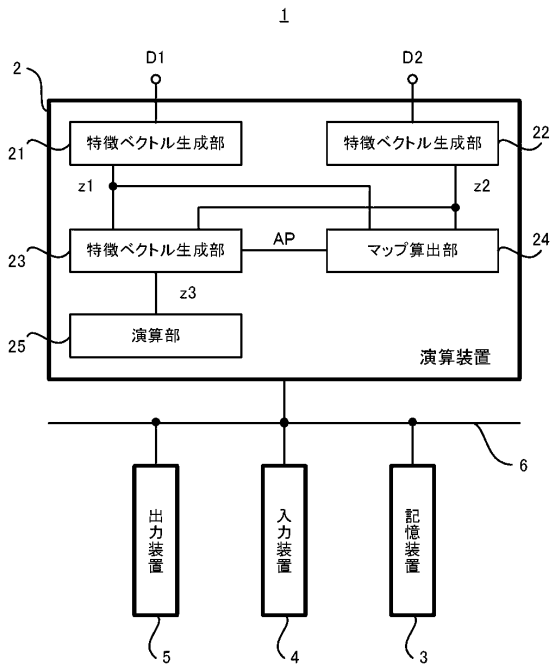 1
D1
D2
2
21
特徴ベクトル生成部
特徴ベクトル生成部
22
z1
z2
23
特徴ベクトル生成部
AP
マップ算出部
24
z3
25
演算部
演算装置
6
出力装置
入力装置
記憶装置
5
4
3